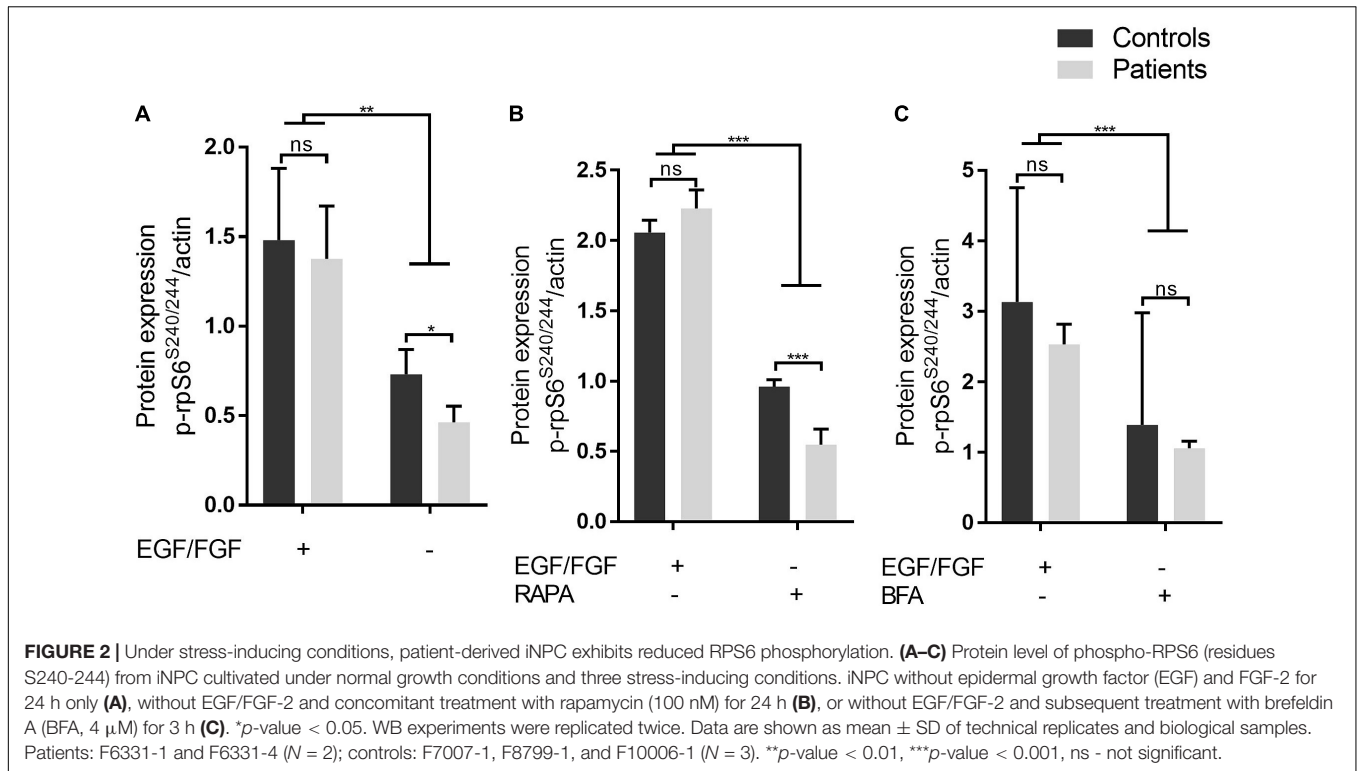 Controls
Patients
A
**
ns
*
2.0
1.5
1.0
0.5
0.0
Protein expression
p-rpS6S240/244/actin
EGF/FGF + -
B
***
ns
***
2.5
2.0
1.5
1.0
0.5
0.0
Protein expression
p-rpS6S240/244/actin
EGF/FGF + -
RAPA - +
C
***
ns
ns
5
4
3
2
1
0
Protein expression
p-rpS6S240/244/actin
EGF/FGF + -
BFA - +
FIGURE 2 | Under stress-inducing conditions, patient-derived iNPC exhibits reduced RPS6 phosphorylation. (A–C) Protein level of phospho-RPS6 (residues
S240-244) from iNPC cultivated under normal growth conditions and three stress-inducing conditions. iNPC without epidermal growth factor (EGF) and FGF-2 for
24 h only (A), without EGF/FGF-2 and concomitant treatment with rapamycin (100 nM) for 24 h (B), or without EGF/FGF-2 and subsequent treatment with brefeldin
A (BFA, 4 μM) for 3 h (C). *p-value < 0.05. WB experiments were replicated twice. Data are shown as mean ± SD of technical replicates and biological samples.
Patients: F6331-1 and F6331-4 (N = 2); controls: F7007-1, F8799-1, and F10006-1 (N = 3). **p-value < 0.01, ***p-value < 0.001, ns - not significant.